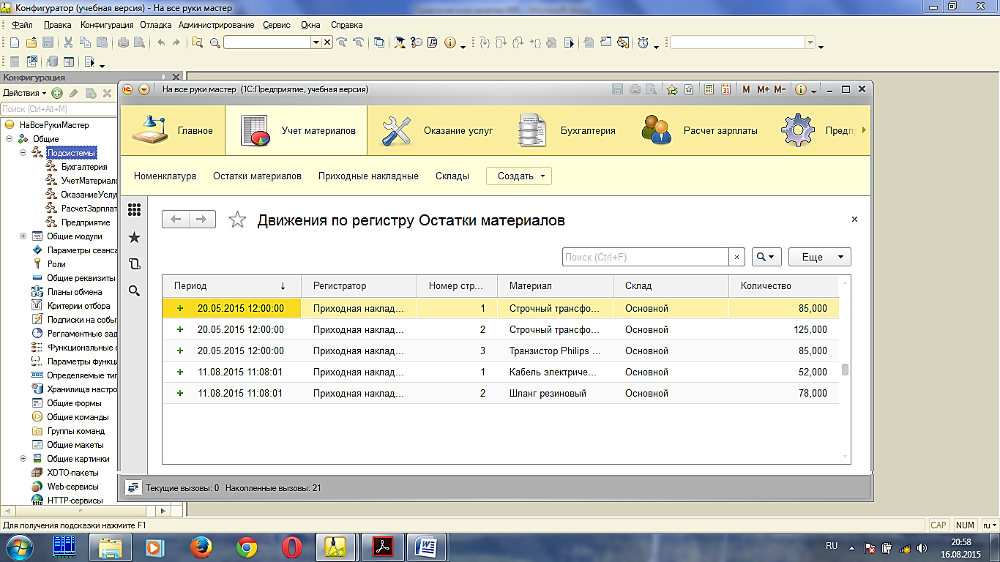 Конфигуратор (учебная версия) - На все руки мастер
Файл Правка Конфигурация Отладка Администрирование Сервис Окна Справка
Конфигурация
Действия
Поиск (Ctrl+Alt+M)
НаВсеРукиМастер
Общие
Подсистемы
Бухгалтерия
УчетМатериало
ОказаниеУслу
РасчетЗарплат
Предприятие
Общие модули
Параметры сеанса
Роли
Общие реквизиты
Планы обмена
Критерии отбора
Подписки на собы
Регламентные зад
Функциональные о
Параметры функци
Определяемые тип
Хранилища настро
Общие формы
Общие команды
Группы команд
Общие макеты
Общие картинки
XDTO-пакеты
Web-сервисы
HTTP-сервисы
На все руки мастер (1С:Предприятие, учебная версия)
M M+ M-
Главное Учет материалов Оказание услуг Бухгалтерия Расчет зарплаты Предпр
Номенклатура Остатки материалов Приходные накладные Склады Создать
Движения по регистру Остатки материалов
Поиск (Ctrl+F) Еще
Период Регистратор Номер стр... Материал Склад Количество
20.05.2015 12:00:00 Приходная наклад... 1 Строчный трансфо... Основной 85,000
20.05.2015 12:00:00 Приходная наклад... 2 Строчный трансфо... Основной 125,000
20.05.2015 12:00:00 Приходная наклад... 3 Транзистор Philips ... Основной 85,000
11.08.2015 11:08:01 Приходная наклад... 1 Кабель электриче... Основной 52,000
11.08.2015 11:08:01 Приходная наклад... 2 Шланг резиновый Основной 78,000
Текущие вызовы: 0 Накопленные вызовы: 21
Для получения подсказки нажмите F1 CAP NUM ru
RU 20:58
16.08.2015